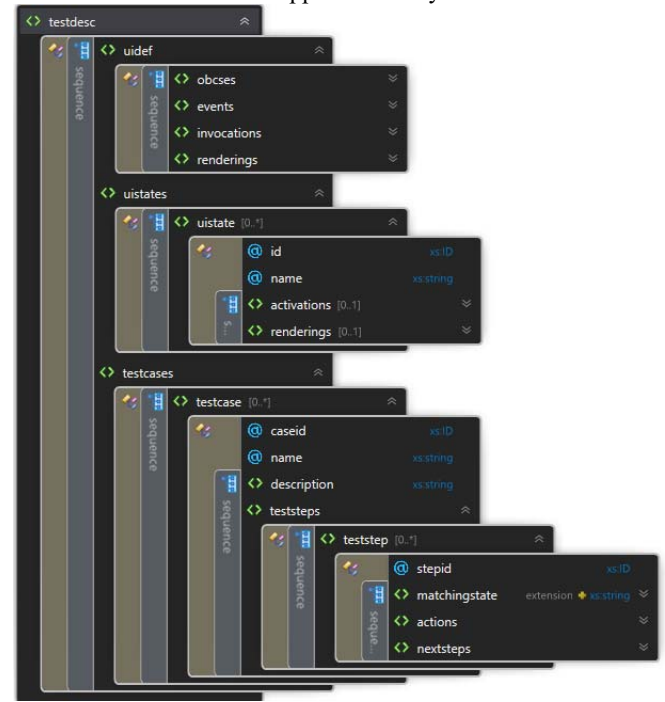 testdesc
sequence
uidef
sequence
obcses
events
invocations
renderings
uistates
sequence
uistate [0..*]
id xs:ID
name xs:string
s...
activations [0..1]
renderings [0..1]
testcases
sequence
testcase [0..*]
caseid xs:ID
name xs:string
sequence
description xs:string
teststeps
sequence
teststep [0..*]
stepid xs:ID
seque...
matchingstate extension xs:string
actions
nextsteps